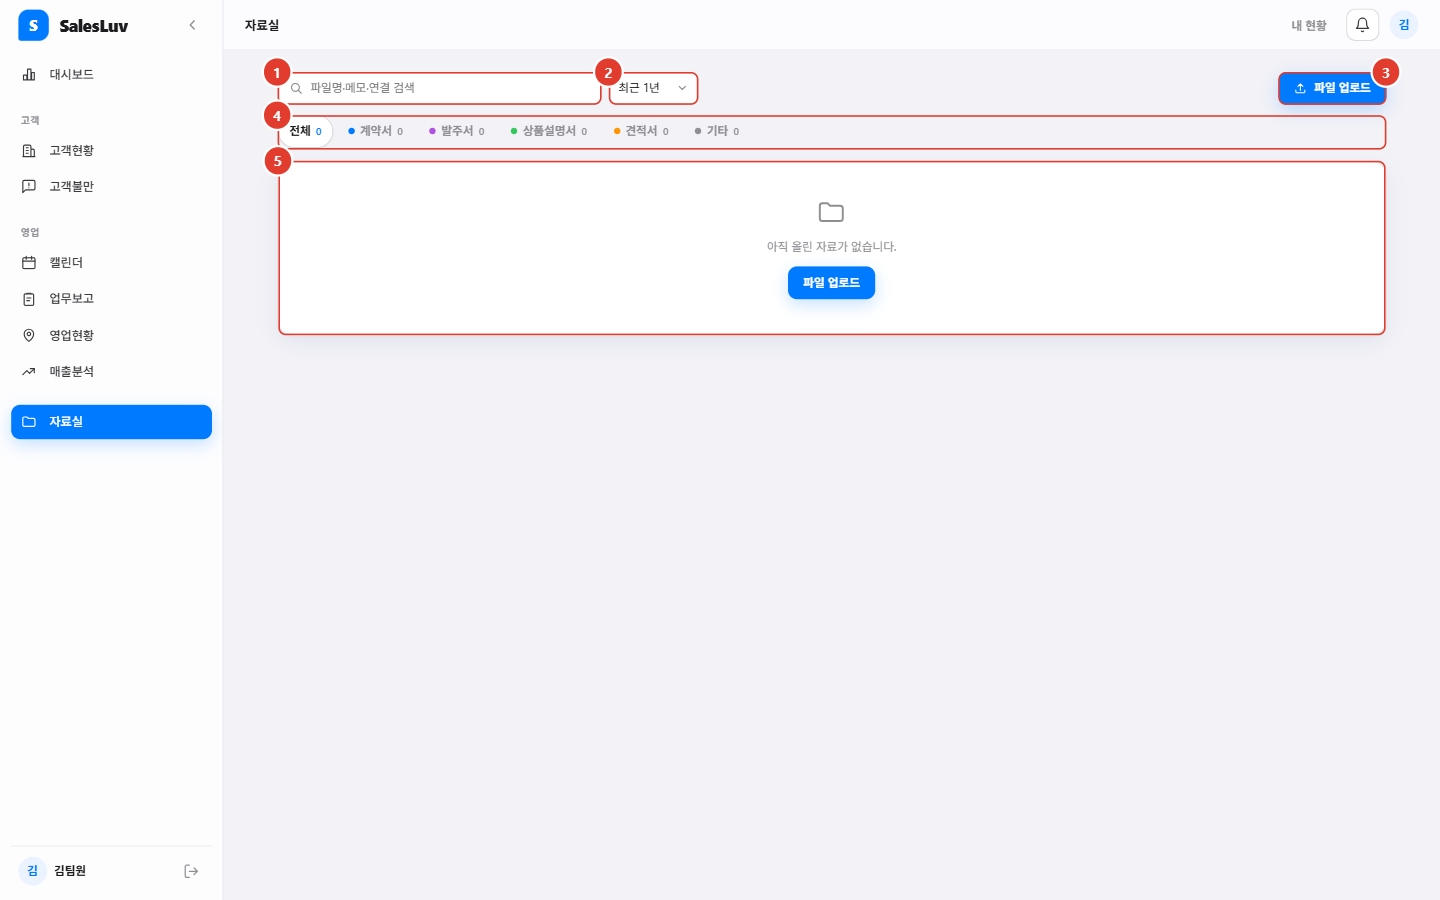 S SalesLuv
자료실
내 현황
김
대시보드
고객
고객현황
고객불만
영업
캘린더
업무보고
영업현황
매출분석
자료실
1
파일명·메모·연결 검색
2
최근 1년
3
파일 업로드
4
전체 0
계약서 0
발주서 0
상품설명서 0
견적서 0
기타 0
5
아직 올린 자료가 없습니다.
파일 업로드
김 김팀원